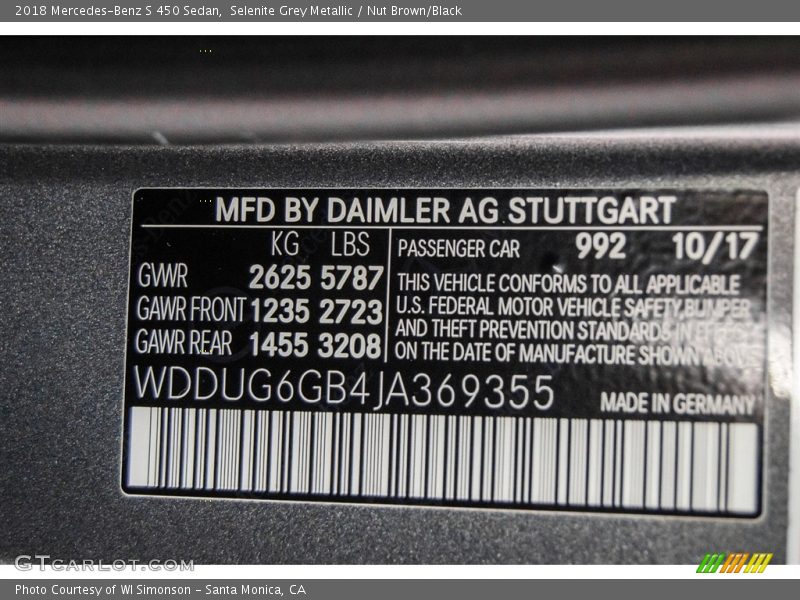 2018 Mercedes-Benz S 450 Sedan, Selenite Grey Metallic / Nut Brown/Black
MFD BY DAIMLER AG STUTTGART
KG LBS
GVWR 2625 5787
GAWR FRONT 1235 2723
GAWR REAR 1455 3208
PASSENGER CAR 992 10/17
THIS VEHICLE CONFORMS TO ALL APPLICABLE
U.S. FEDERAL MOTOR VEHICLE SAFETY, BUMPER
AND THEFT PREVENTION STANDARDS IN EFFECT
ON THE DATE OF MANUFACTURE SHOWN ABOVE.
WDDUG6GB4JA369355
MADE IN GERMANY
GTcarlot.com
Photo Courtesy of WI Simonson - Santa Monica, CA